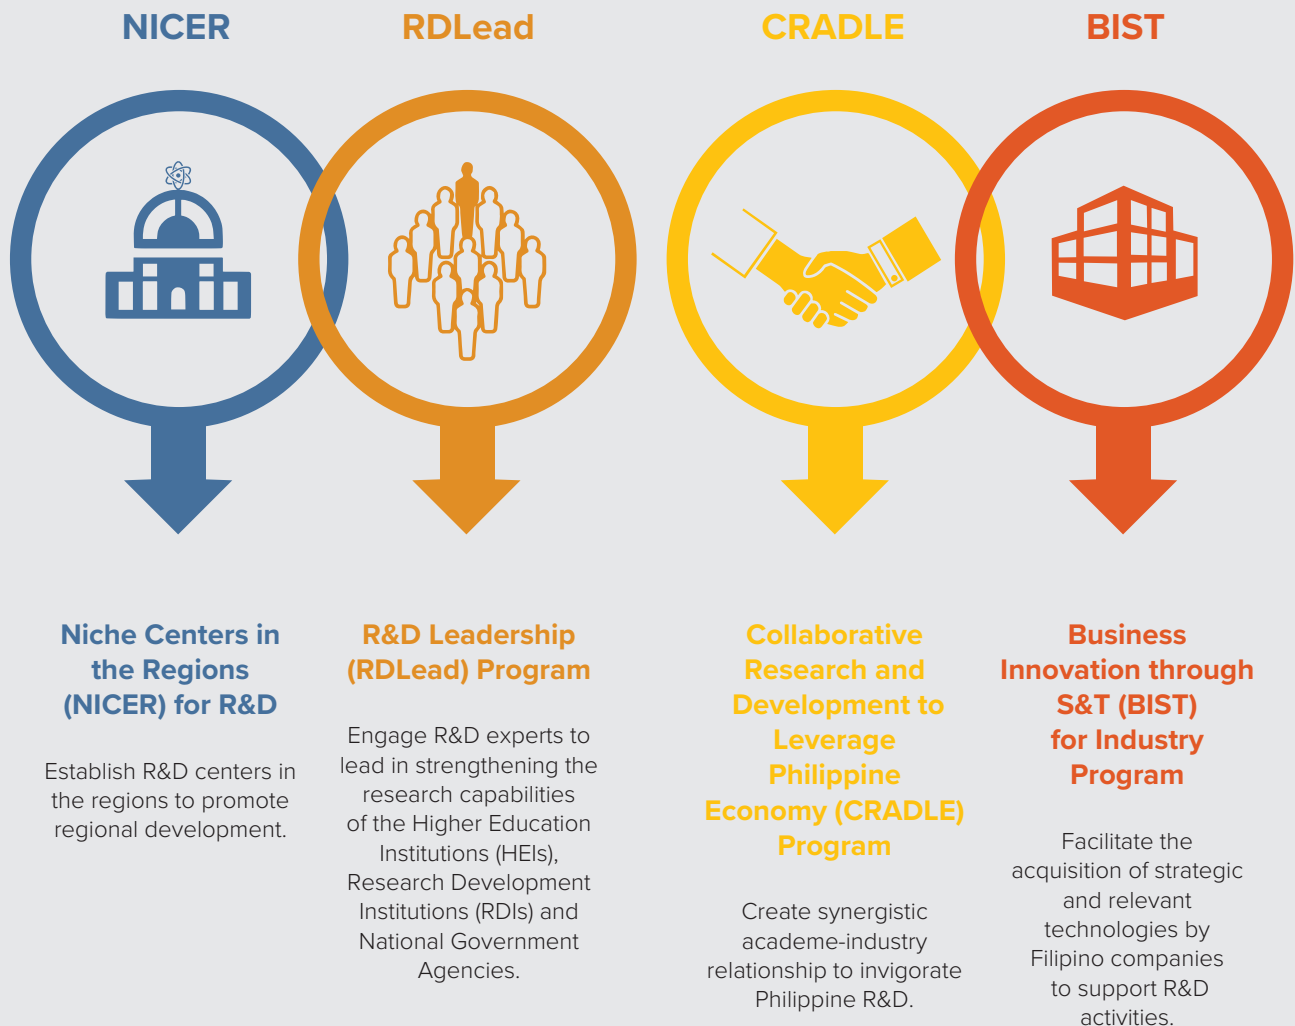 NICER
RDLead
CRADLE
BIST
Niche Centers in
the Regions
(NICER) for R&D
Establish R&D centers in
the regions to promote
regional development.
R&D Leadership
(RDLead) Program
Engage R&D experts to
lead in strengthening the
research capabilities
of the Higher Education
Institutions (HEIs),
Research Development
Institutions (RDIs) and
National Government
Agencies.
Collaborative
Research and
Development to
Leverage
Philippine
Economy (CRADLE)
Program
Create synergistic
academe-industry
relationship to invigorate
Philippine R&D.
Business
Innovation through
S&T (BIST)
for Industry
Program
Facilitate the
acquisition of strategic
and relevant
technologies by
Filipino companies
to support R&D
activities.